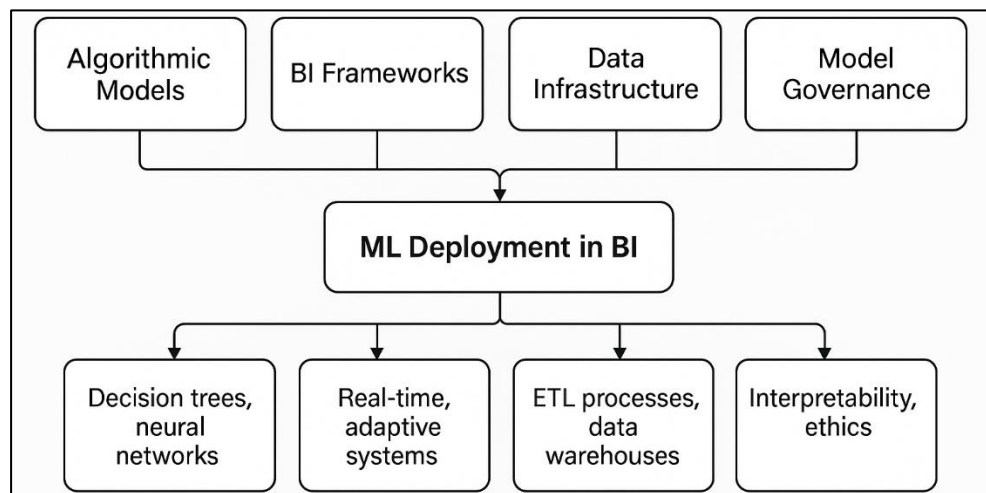 Algorithmic
Models
BI Frameworks
Data
Infrastructure
Model
Governance
ML Deployment in BI
Decision trees,
neural
networks
Real-time,
adaptive
systems
ETL processes,
data
warehouses
Interpretability,
ethics